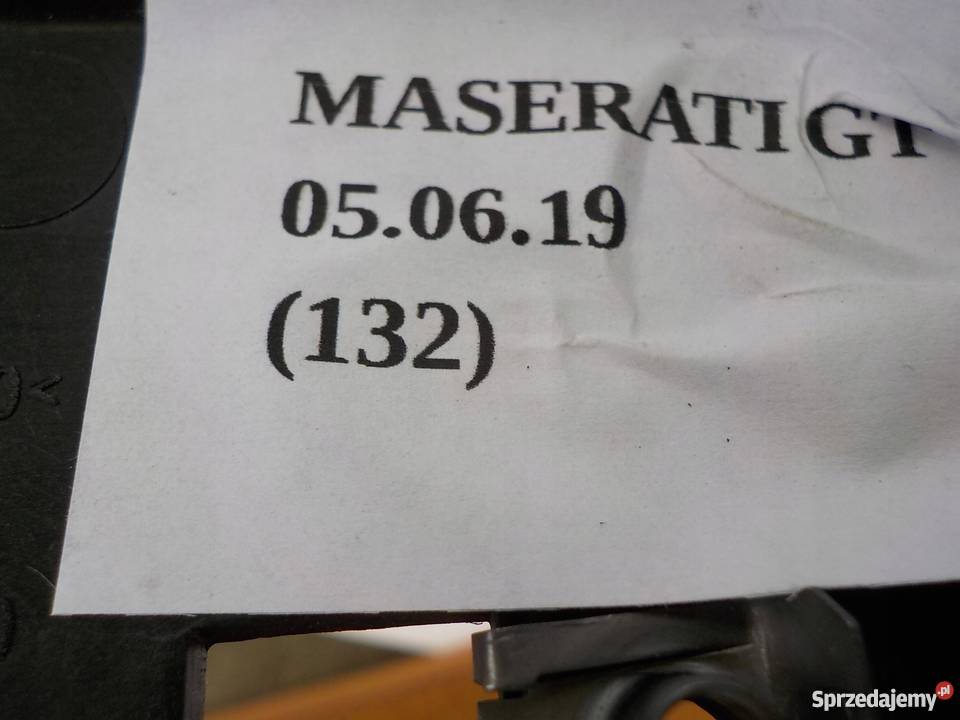 MASERATI GT
05.06.19
(132)
Sprzedajemy.pl